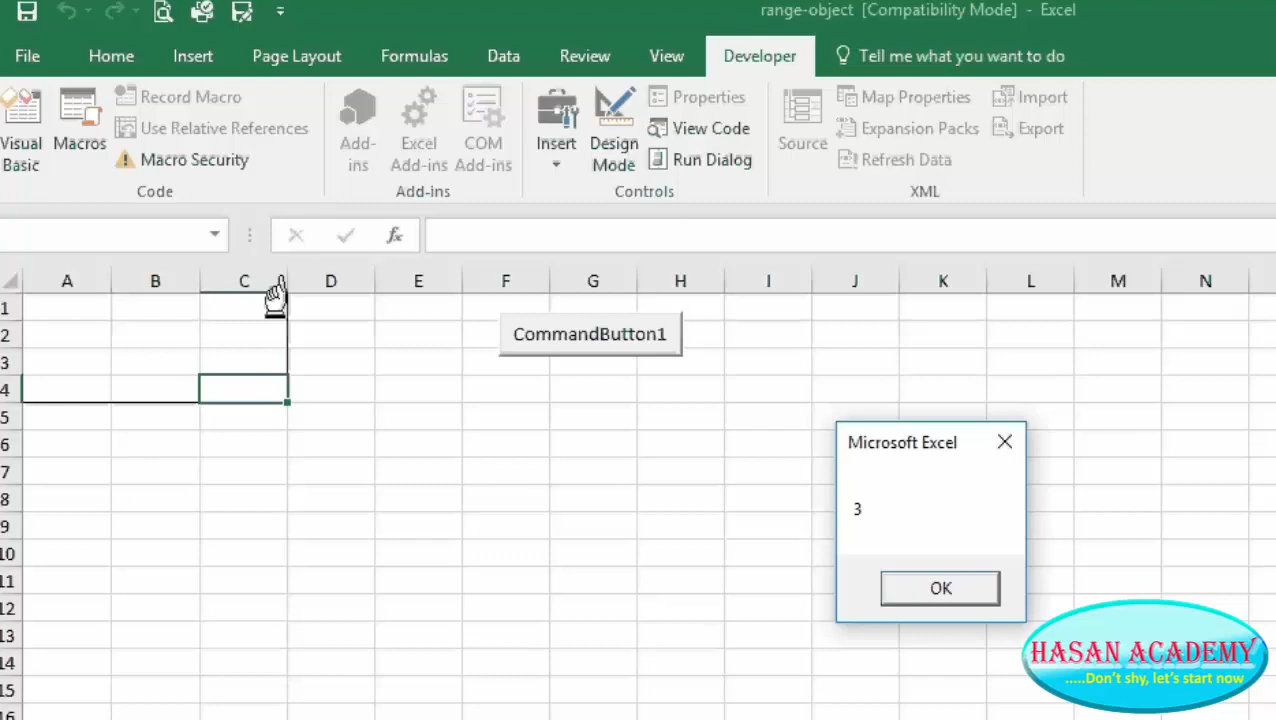 range-object [Compatibility Mode] - Excel
File Home Insert Page Layout Formulas Data Review View Developer Tell me what you want to do
Visual Basic
Macros
Record Macro
Use Relative References
Macro Security
Code
Add-ins
Excel Add-ins
COM Add-ins
Add-ins
Insert
Design Mode
Properties
View Code
Run Dialog
Controls
Source
Map Properties
Expansion Packs
Refresh Data
Import
Export
XML
fx
A B C D E F G H I J K L M N
1
2
3
4
5
6
7
8
9
10
11
12
13
14
15
16
CommandButton1
Microsoft Excel
3
OK
HASAN ACADEMY
.....Don't shy, let's start now